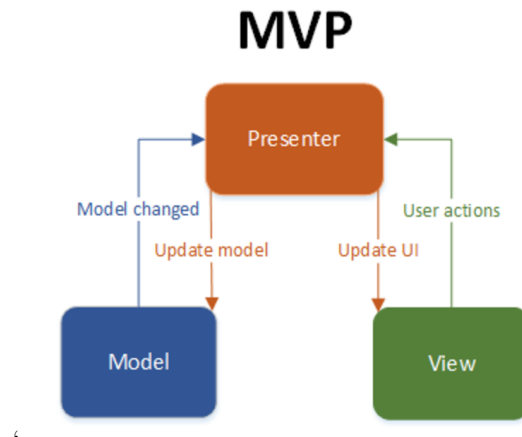 MVP
Presenter
Model changed
User actions
Update model
Update UI
Model
View
‘